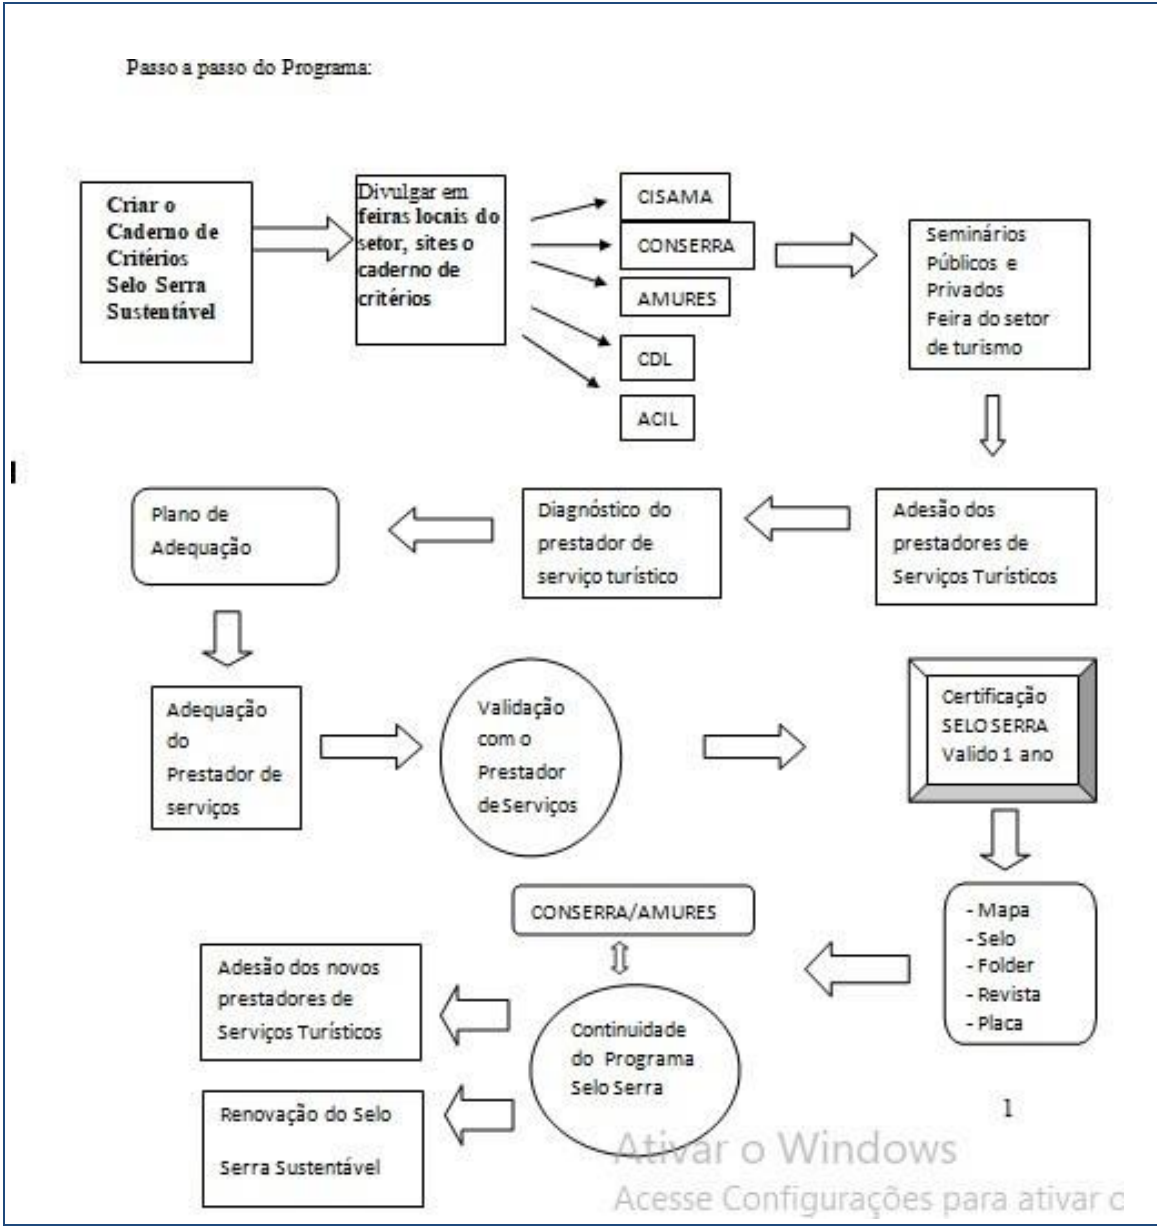 Passo a passo do Programa:
Criar o
Caderno de
Critérios
Selo Serra
Sustentável
Divulgar em
feiras locais do
setor, sites o
caderno de
critérios
CISAMA
CONSERRA
AMURES
CDL
ACIL
Seminários
Públicos e
Privados
Feira do setor
de turismo
Adesão dos
prestadores de
Serviços Turísticos
Diagnóstico do
prestador de
serviço turístico
Plano de
Adequação
Adequação
do
Prestador de
serviços
Validação
com o
Prestador
de Serviços
Certificação
SELO SERRA
Valido 1 ano
- Mapa
- Selo
- Folder
- Revista
- Placa
CONSERRA/AMURES
Continuidade
do Programa
Selo Serra
Adesão dos novos
prestadores de
Serviços Turísticos
Renovação do Selo
Serra Sustentável
1
Ativar o Windows
Acesse Configurações para ativar o